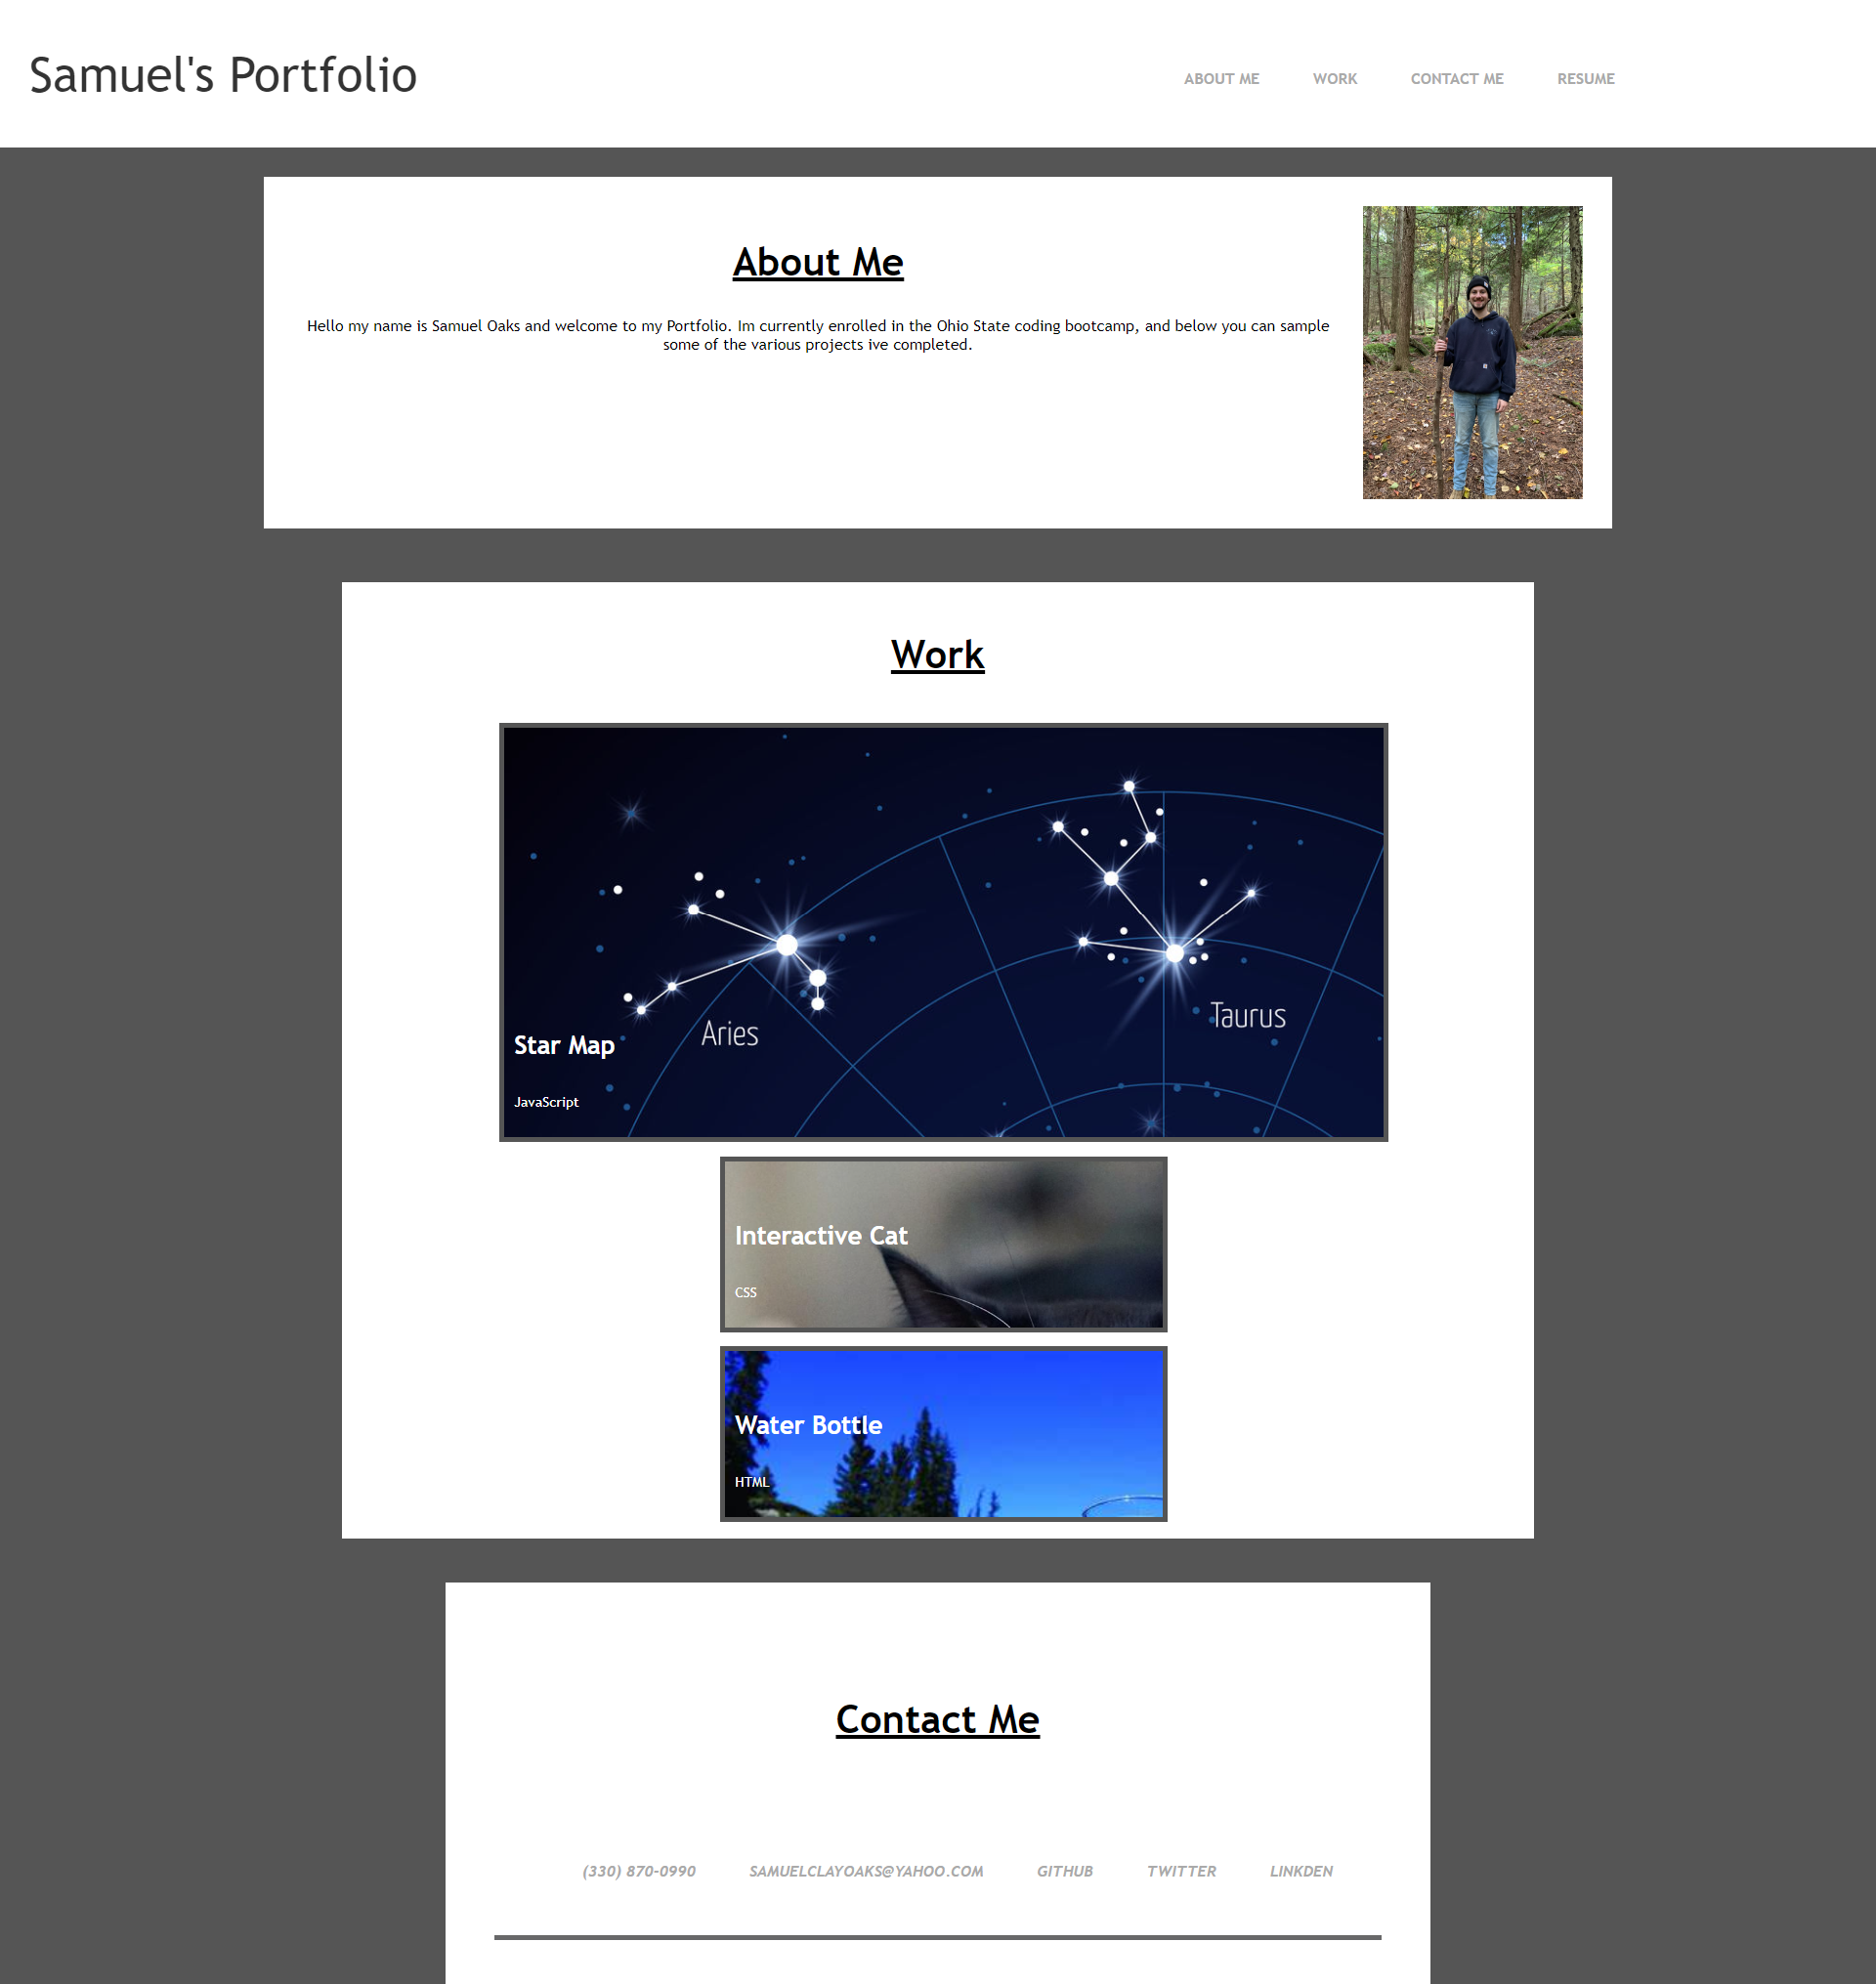 Samuel's Portfolio
ABOUT ME WORK CONTACT ME RESUME
About Me
Hello my name is Samuel Oaks and welcome to my Portfolio. Im currently enrolled in the Ohio State coding bootcamp, and below you can sample
some of the various projects ive completed.
Work
Aries
Taurus
Star Map
JavaScript
Interactive Cat
CSS
Water Bottle
HTML
Contact Me
(330) 870-0990 SAMUELCLAYOAKS@YAHOO.COM GITHUB TWITTER LINKDEN